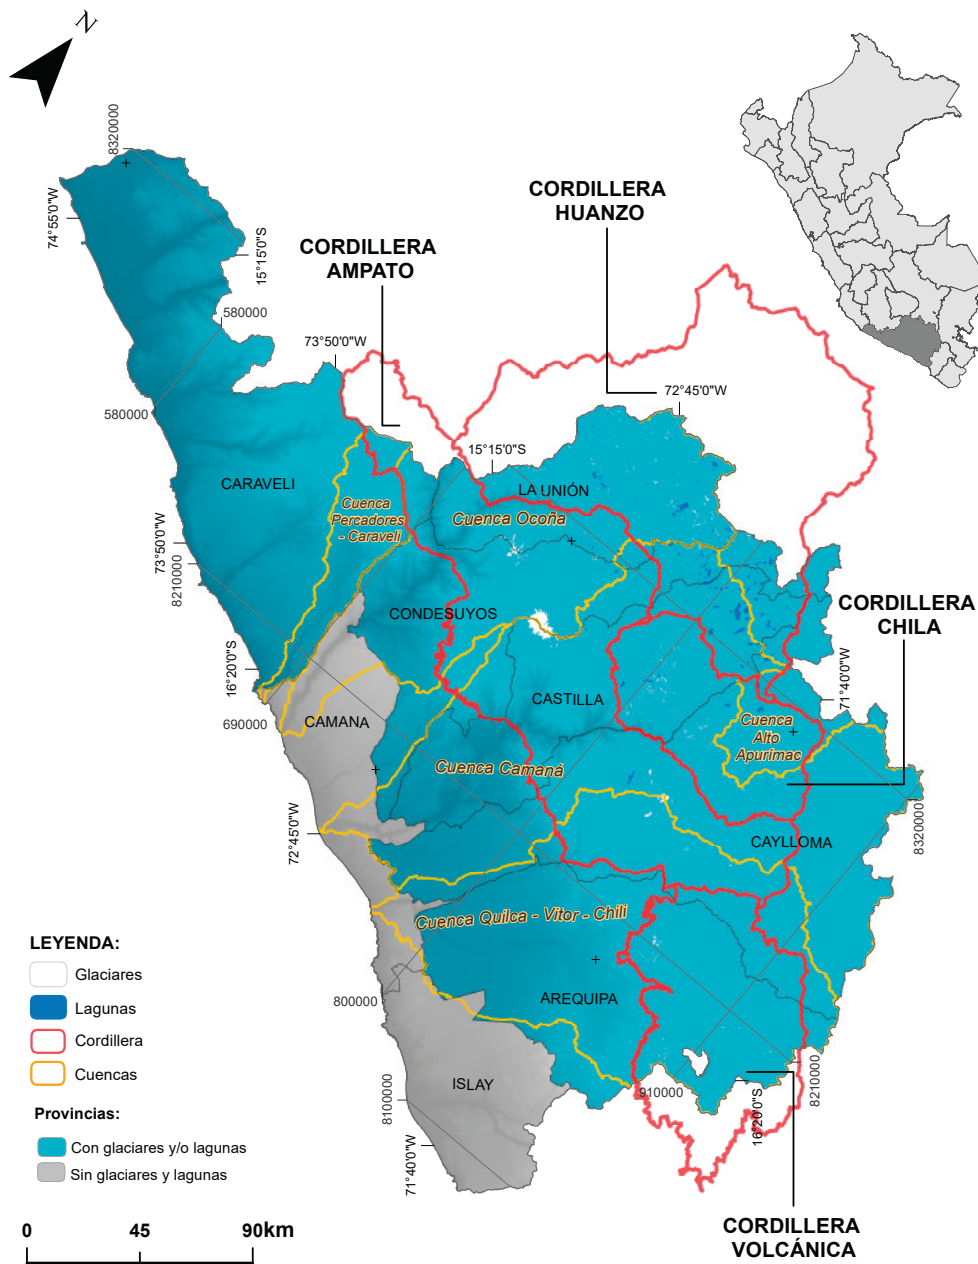 N
8320000
74°55'0"W
15°15'0"S
580000
580000
CORDILLERA
HUANZO
CORDILLERA
AMPATO
73°50'0"W
72°45'0"W
15°15'0"S
CARAVELI
LA UNIÓN
Cuenca
Percadores
- Caraveli
Cuenca Ocoña
73°50'0"W
8210000
CONDESUYOS
CORDILLERA
CHILA
16°20'0"S
690000
CAMANA
CASTILLA
71°40'0"W
Cuenca
Alto
Apurímac
Cuenca Camaná
72°45'0"W
8320000
CAYLLOMA
Cuenca Quilca - Vitor - Chili
800000
AREQUIPA
ISLAY
8100000
71°40'0"W
910000
16°20'0"S
8210000
CORDILLERA
VOLCÁNICA
LEYENDA:
Glaciares
Lagunas
Cordillera
Cuencas
Provincias:
Con glaciares y/o lagunas
Sin glaciares y lagunas
0 45 90km